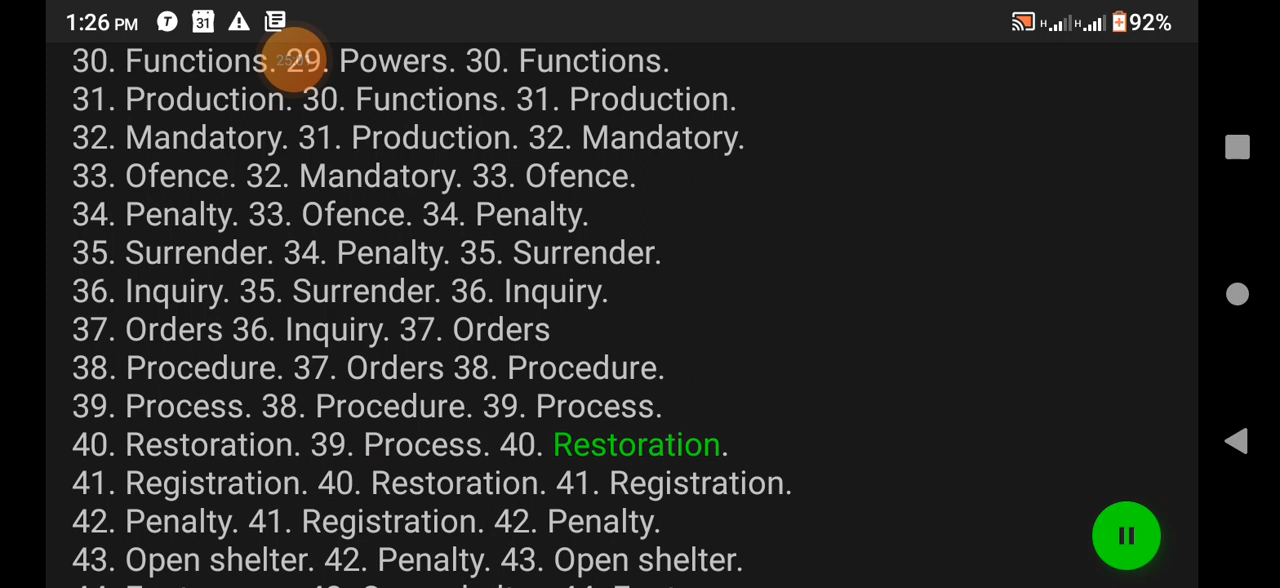 1:26 PM 31 H H 92%
30. Functions. 29. Powers. 30. Functions.
31. Production. 30. Functions. 31. Production.
32. Mandatory. 31. Production. 32. Mandatory.
33. Ofence. 32. Mandatory. 33. Ofence.
34. Penalty. 33. Ofence. 34. Penalty.
35. Surrender. 34. Penalty. 35. Surrender.
36. Inquiry. 35. Surrender. 36. Inquiry.
37. Orders 36. Inquiry. 37. Orders
38. Procedure. 37. Orders 38. Procedure.
39. Process. 38. Procedure. 39. Process.
40. Restoration. 39. Process. 40. Restoration.
41. Registration. 40. Restoration. 41. Registration.
42. Penalty. 41. Registration. 42. Penalty.
43. Open shelter. 42. Penalty. 43. Open shelter.